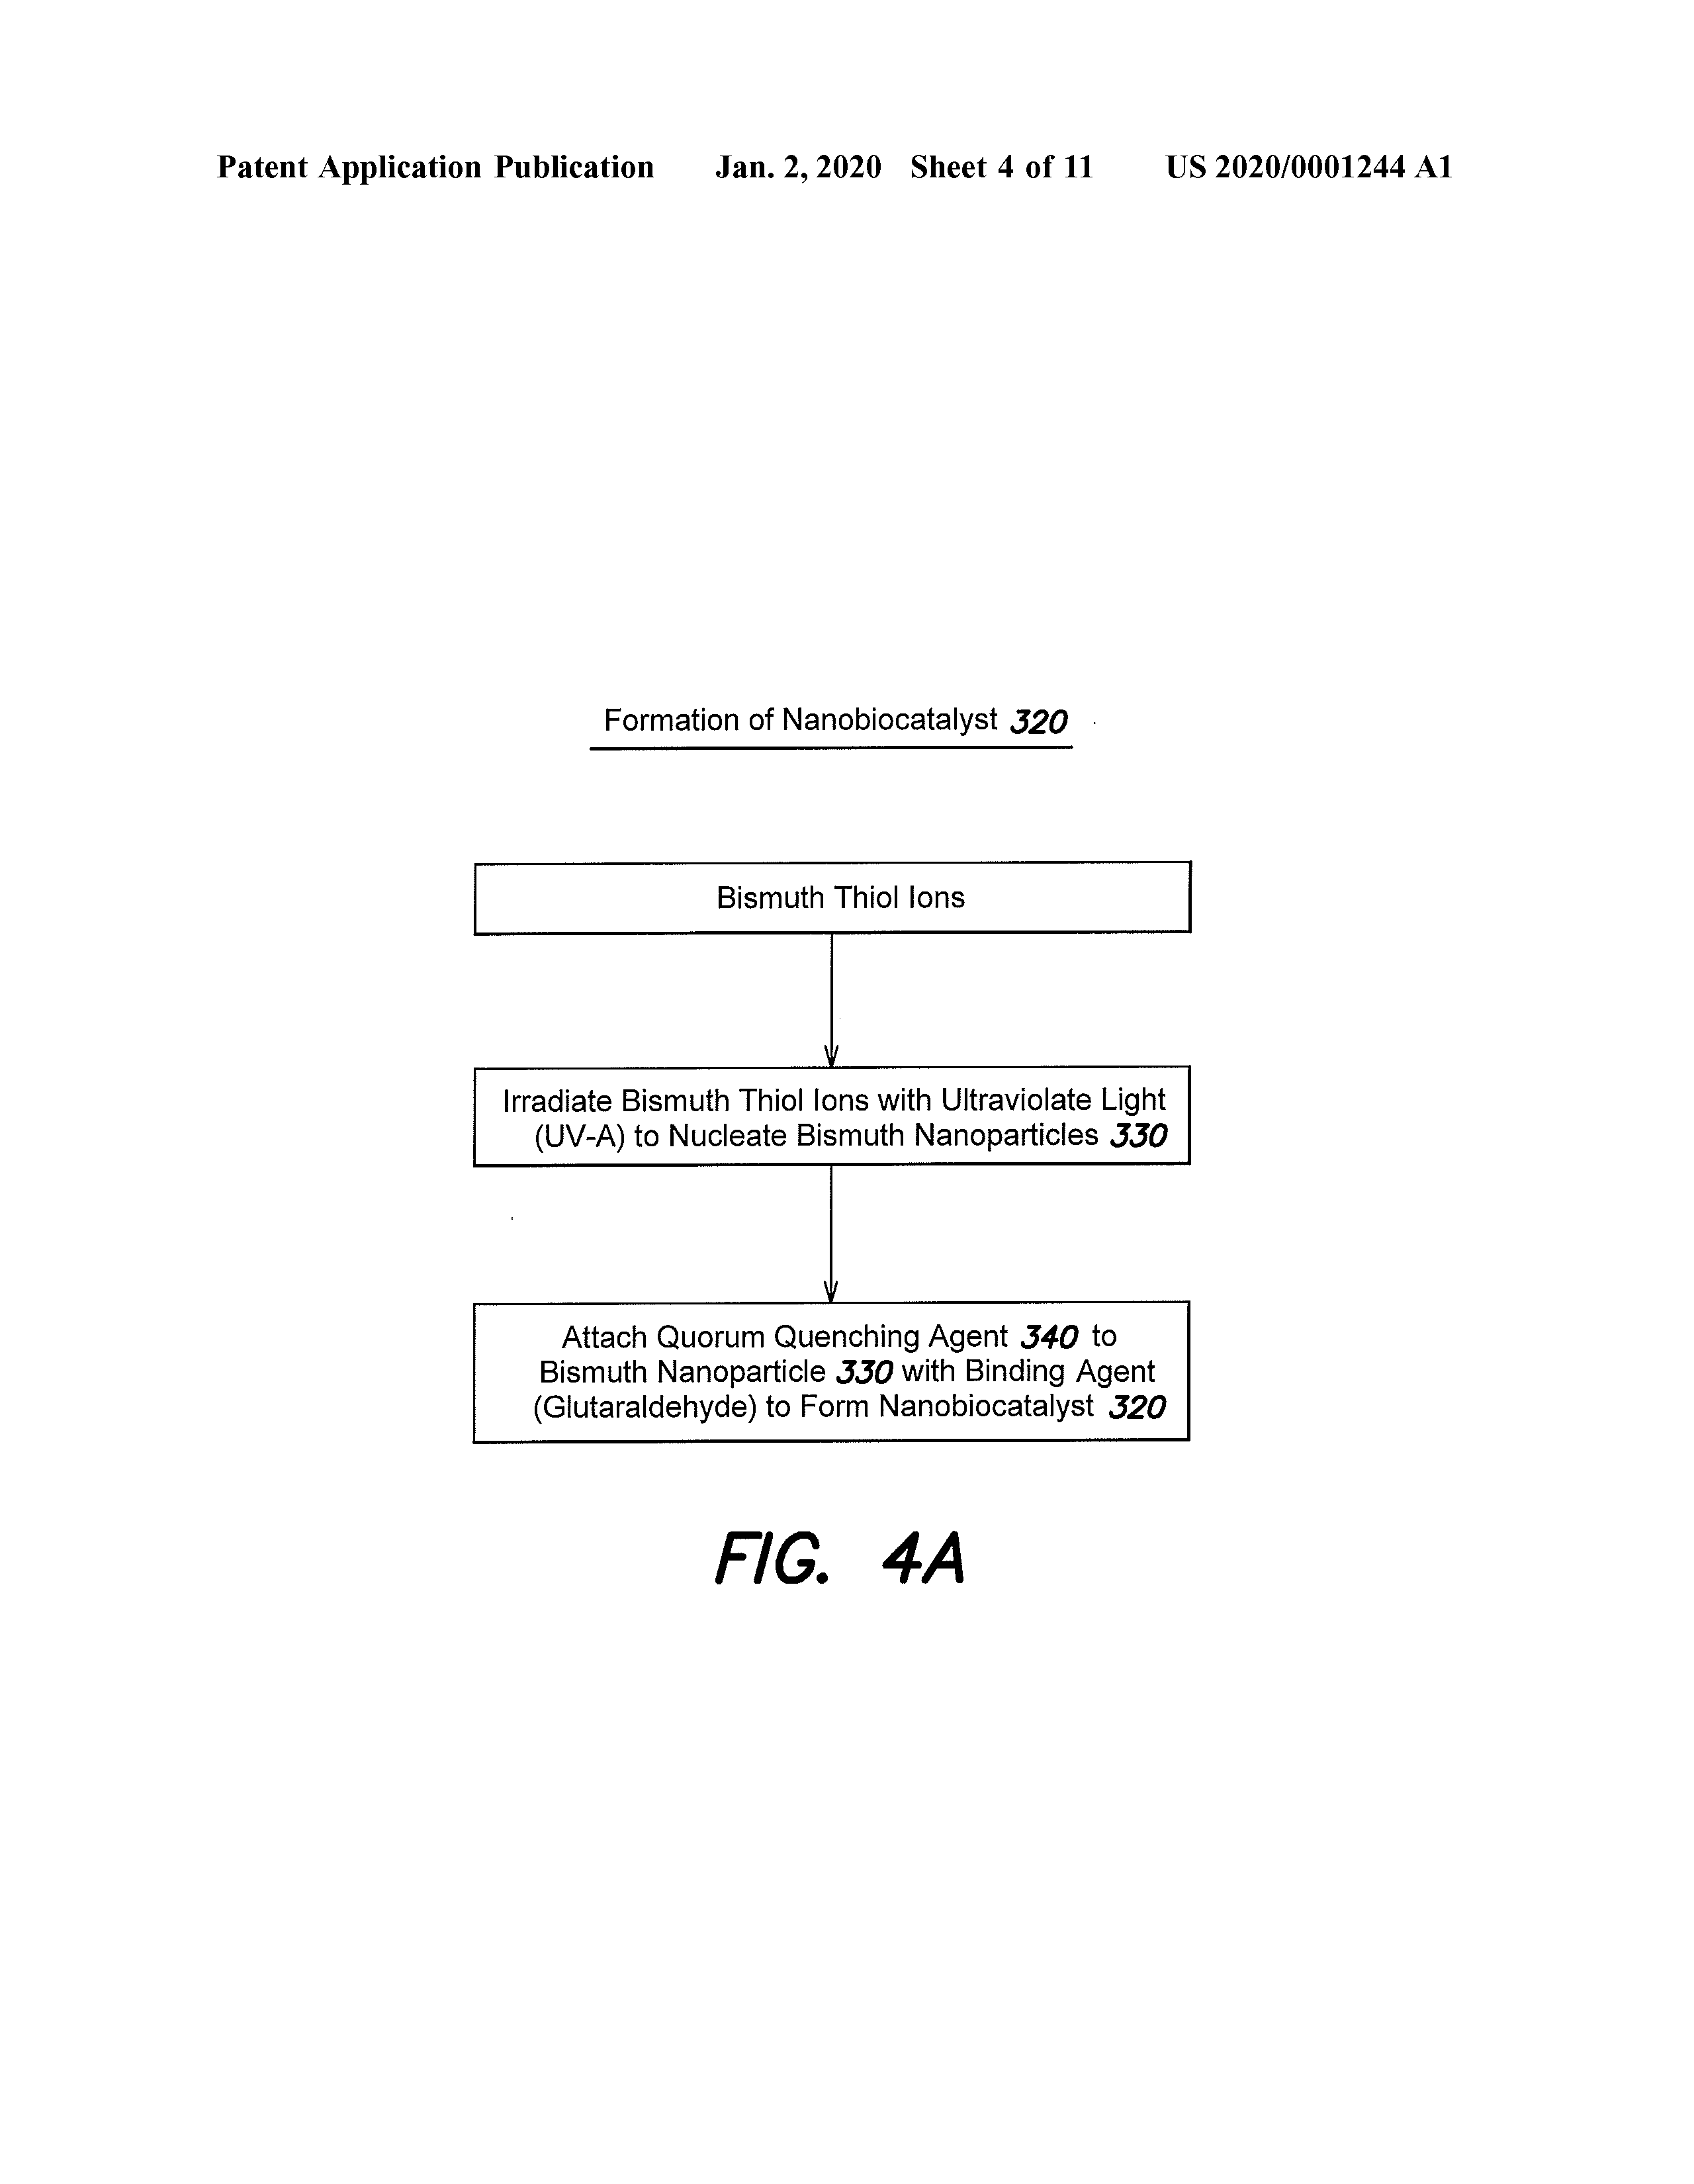 Patent Application Publication Jan. 2, 2020 Sheet 4 of 11 US 2020/0001244 A1
Formation of Nanobiocatalyst 320
Bismuth Thiol Ions
Irradiate Bismuth Thiol Ions with Ultraviolate Light
(UV-A) to Nucleate Bismuth Nanoparticles 330
Attach Quorum Quenching Agent 340 to
Bismuth Nanoparticle 330 with Binding Agent
(Glutaraldehyde) to Form Nanobiocatalyst 320
FIG. 4A